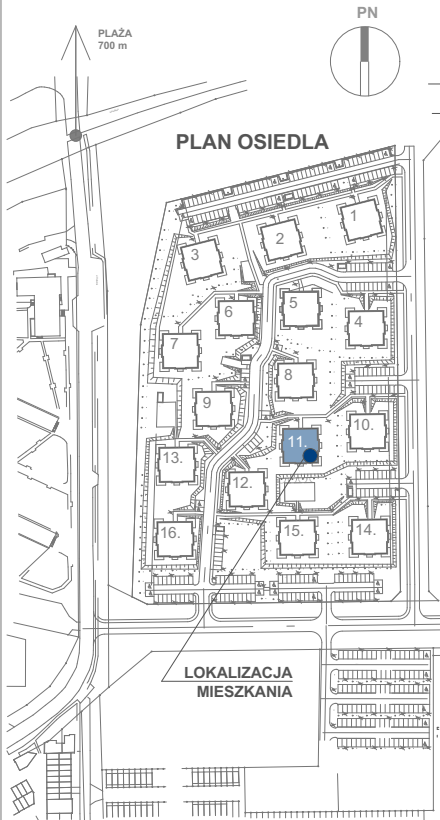 PN
PLAŻA
700 m
PLAN OSIEDLA
1
2
3
5
4
6
7
8
9
10.
11.
13.
12.
16.
15.
14.
LOKALIZACJA
MIESZKANIA